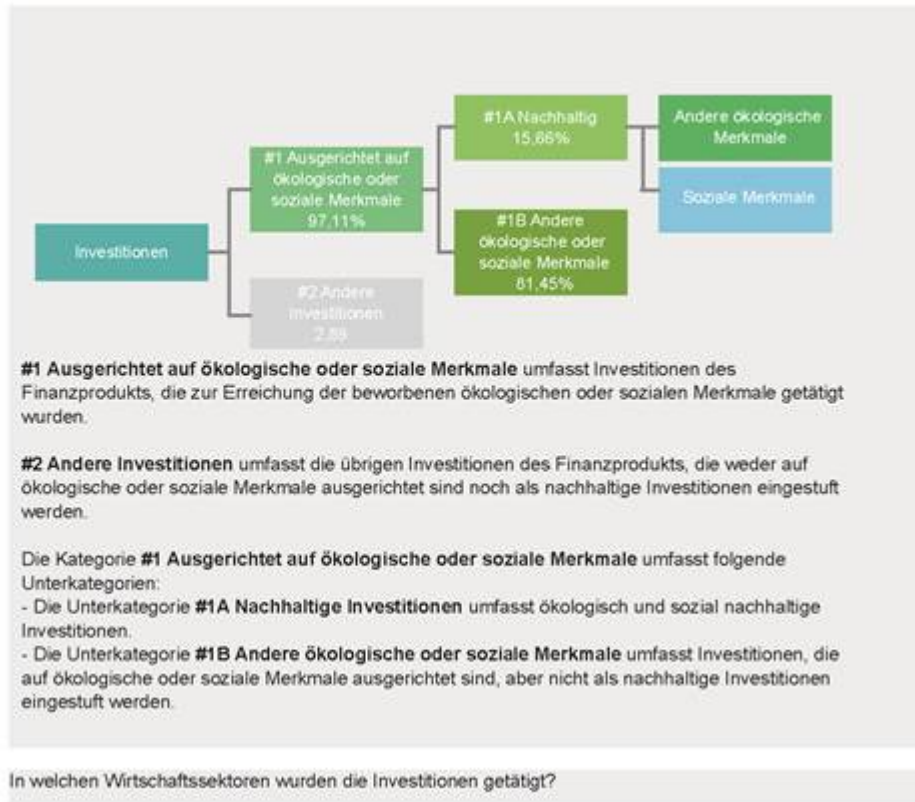 #1A Nachhaltig
15,66%
Andere ökologische
Merkmale
#1 Ausgerichtet auf
ökologische oder
soziale Merkmale
97,11%
Soziale Merkmale
#1B Andere
ökologische oder
soziale Merkmale
81,45%
Investitionen
#2 Andere
Investitionen
2,89
#1 Ausgerichtet auf ökologische oder soziale Merkmale umfasst Investitionen des
Finanzprodukts, die zur Erreichung der beworbenen ökologischen oder sozialen Merkmale getätigt
wurden.
#2 Andere Investitionen umfasst die übrigen Investitionen des Finanzprodukts, die weder auf
ökologische oder soziale Merkmale ausgerichtet sind noch als nachhaltige Investitionen eingestuft
werden.
Die Kategorie #1 Ausgerichtet auf ökologische oder soziale Merkmale umfasst folgende
Unterkategorien:
- Die Unterkategorie #1A Nachhaltige Investitionen umfasst ökologisch und sozial nachhaltige
Investitionen.
- Die Unterkategorie #1B Andere ökologische oder soziale Merkmale umfasst Investitionen, die
auf ökologische oder soziale Merkmale ausgerichtet sind, aber nicht als nachhaltige Investitionen
eingestuft werden.
In welchen Wirtschaftssektoren wurden die Investitionen getätigt?